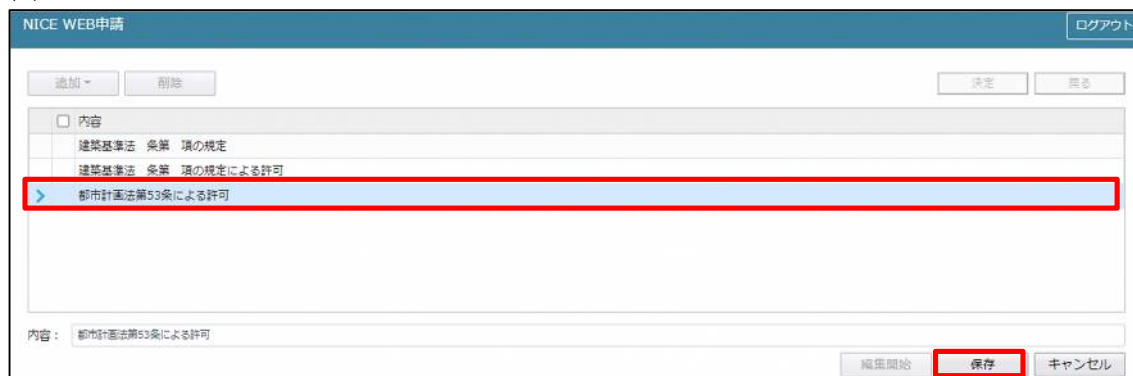 NICE WEB申請
ログアウト
追加 削除 決定 戻る
内容
建築基準法 条第 項の規定
建築基準法 条第 項の規定による許可
都市計画法第53条による許可
内容： 都市計画法第53条による許可
編集開始 保存 キャンセル